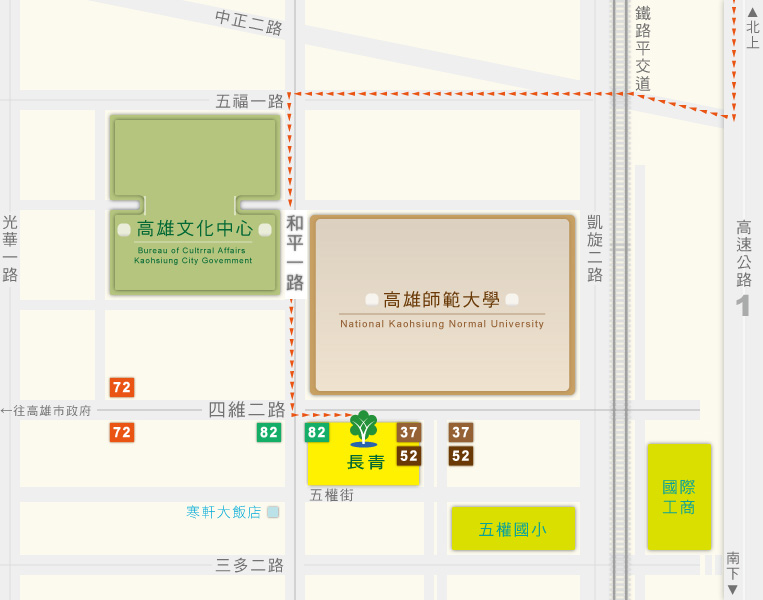 中正二路
鐵路平交道
▲北上
五福一路
光華一路
高雄文化中心
Bureau of Cultrral Affairs
Kaohsiung City Govemment
和平一路
凱旋二路
高速公路
1
高雄師範大學
National Kaohsiung Normal University
72
←往高雄市政府
四維二路
72
82
82
37
37
52
52
長青
五權街
國際
工商
寒軒大飯店
五權國小
三多二路
南下▼